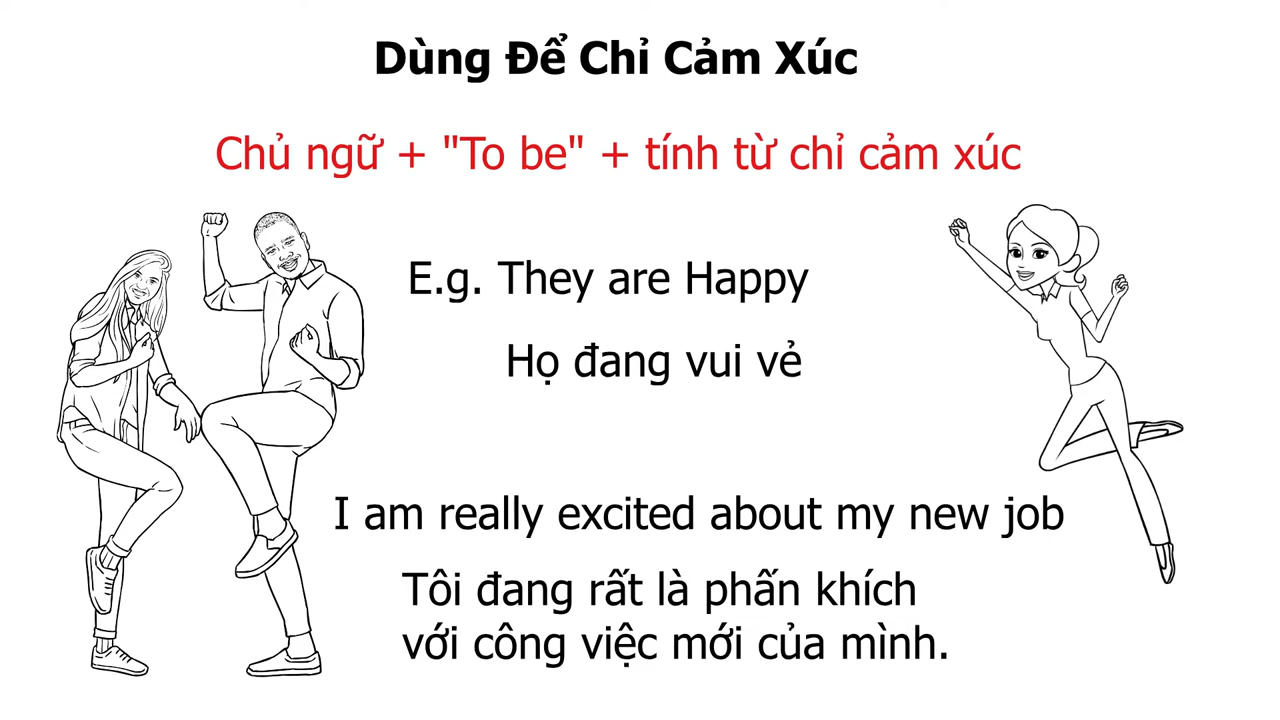 Dùng Để Chỉ Cảm Xúc
Chủ ngữ + "To be" + tính từ chỉ cảm xúc
E.g. They are Happy
Họ đang vui vẻ
I am really excited about my new job
Tôi đang rất là phấn khích
với công việc mới của mình.